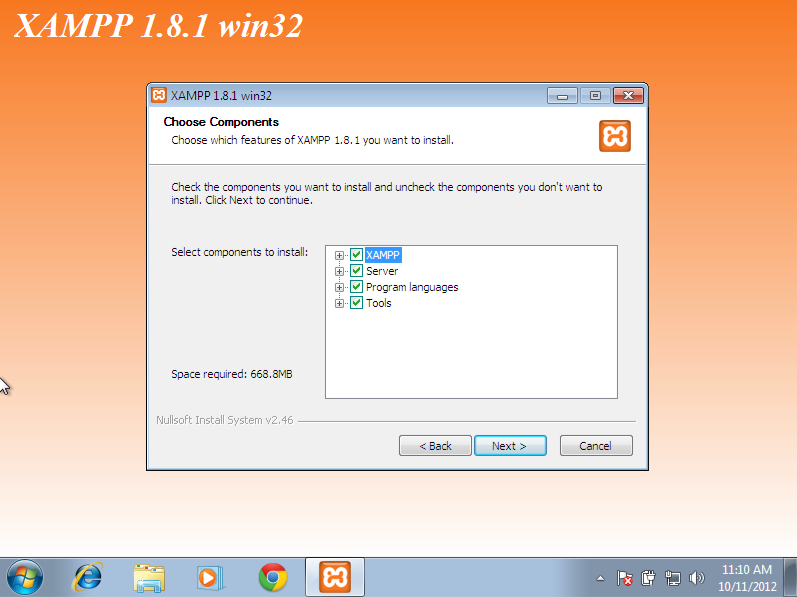 XAMPP 1.8.1 win32
XAMPP 1.8.1 win32
Choose Components
Choose which features of XAMPP 1.8.1 you want to install.
Check the components you want to install and uncheck the components you don't want to
install. Click Next to continue.
Select components to install:
XAMPP
Server
Program languages
Tools
Space required: 668.8MB
Nullsoft Install System v2.46
< Back
Next >
Cancel
11:10 AM
10/11/2012